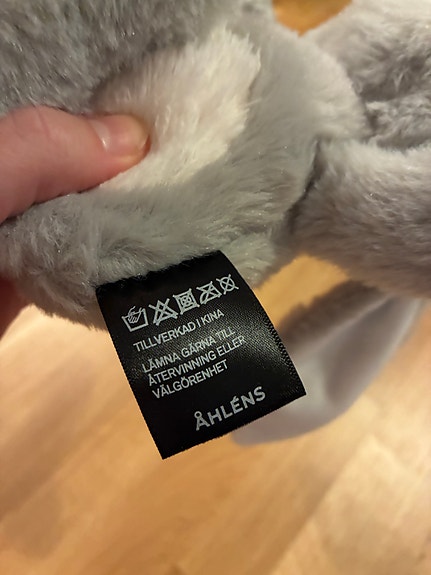 TILLVERKAD I KINA
LÄMNA GÄRNA TILL
ÅTERVINNING ELLER
VÄLGÖRENHET
ÅHLÉNS